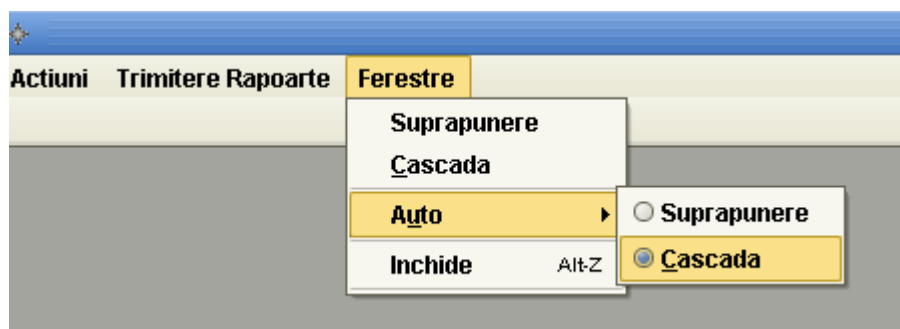 Actiuni Trimitere Rapoarte Ferestre
Suprapunere
Cascada
Auto
Suprapunere
Cascada
Inchide Alt-Z